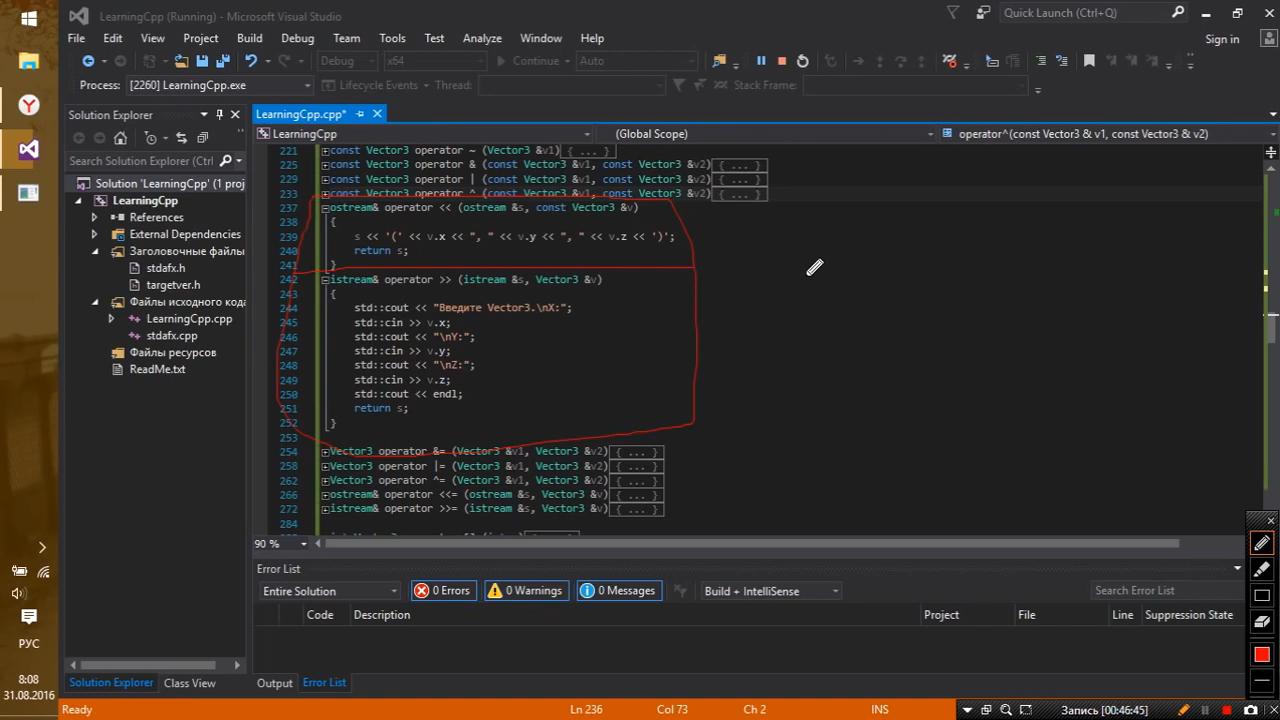 LearningCpp (Running) - Microsoft Visual Studio
Quick Launch (Ctrl+Q)
File Edit View Project Build Debug Team Tools Test Analyze Window Help
Sign in
Debug x64 Continue Auto
Process: [2260] LearningCpp.exe Lifecycle Events Thread: Stack Frame:
Solution Explorer
Search Solution Explorer
Solution 'LearningCpp' (1 proj
LearningCpp
References
External Dependencies
Заголовочные файлы
stdafx.h
targetver.h
Файлы исходного кода
LearningCpp.cpp
stdafx.cpp
Файлы ресурсов
ReadMe.txt
Solution Explorer Class View
LearningCpp.cpp*
LearningCpp (Global Scope) operator^(const Vector3 & v1, const Vector3 & v2)
221 const Vector3 operator ~ (Vector3 &v1){ ... }
225 const Vector3 operator & (const Vector3 &v1, const Vector3 &v2){ ... }
229 const Vector3 operator | (const Vector3 &v1, const Vector3 &v2){ ... }
233 const Vector3 operator ^ (const Vector3 &v1, const Vector3 &v2){ ... }
237 ostream& operator << (ostream &s, const Vector3 &v)
238 {
239 s << '(' << v.x << ", " << v.y << ", " << v.z << ')';
240 return s;
241 }
242 istream& operator >> (istream &s, Vector3 &v)
243 {
244 std::cout << "Введите Vector3.\nX:";
245 std::cin >> v.x;
246 std::cout << "\nY:";
247 std::cin >> v.y;
248 std::cout << "\nZ:";
249 std::cin >> v.z;
250 std::cout << endl;
251 return s;
252 }
253
254 Vector3 operator &= (Vector3 &v1, Vector3 &v2){ ... }
258 Vector3 operator |= (Vector3 &v1, Vector3 &v2){ ... }
262 Vector3 operator ^= (Vector3 &v1, Vector3 &v2){ ... }
266 ostream& operator <<= (ostream &s, Vector3 &v){ ... }
272 istream& operator >>= (istream &s, Vector3 &v){ ... }
284
90 %
Error List
Entire Solution 0 Errors 0 Warnings 0 Messages Build + IntelliSense Search Error List
Code Description Project File Line Suppression State
Output Error List
РУС
8:08
31.08.2016
Ready Ln 236 Col 73 Ch 2 INS
Запись [00:46:45]